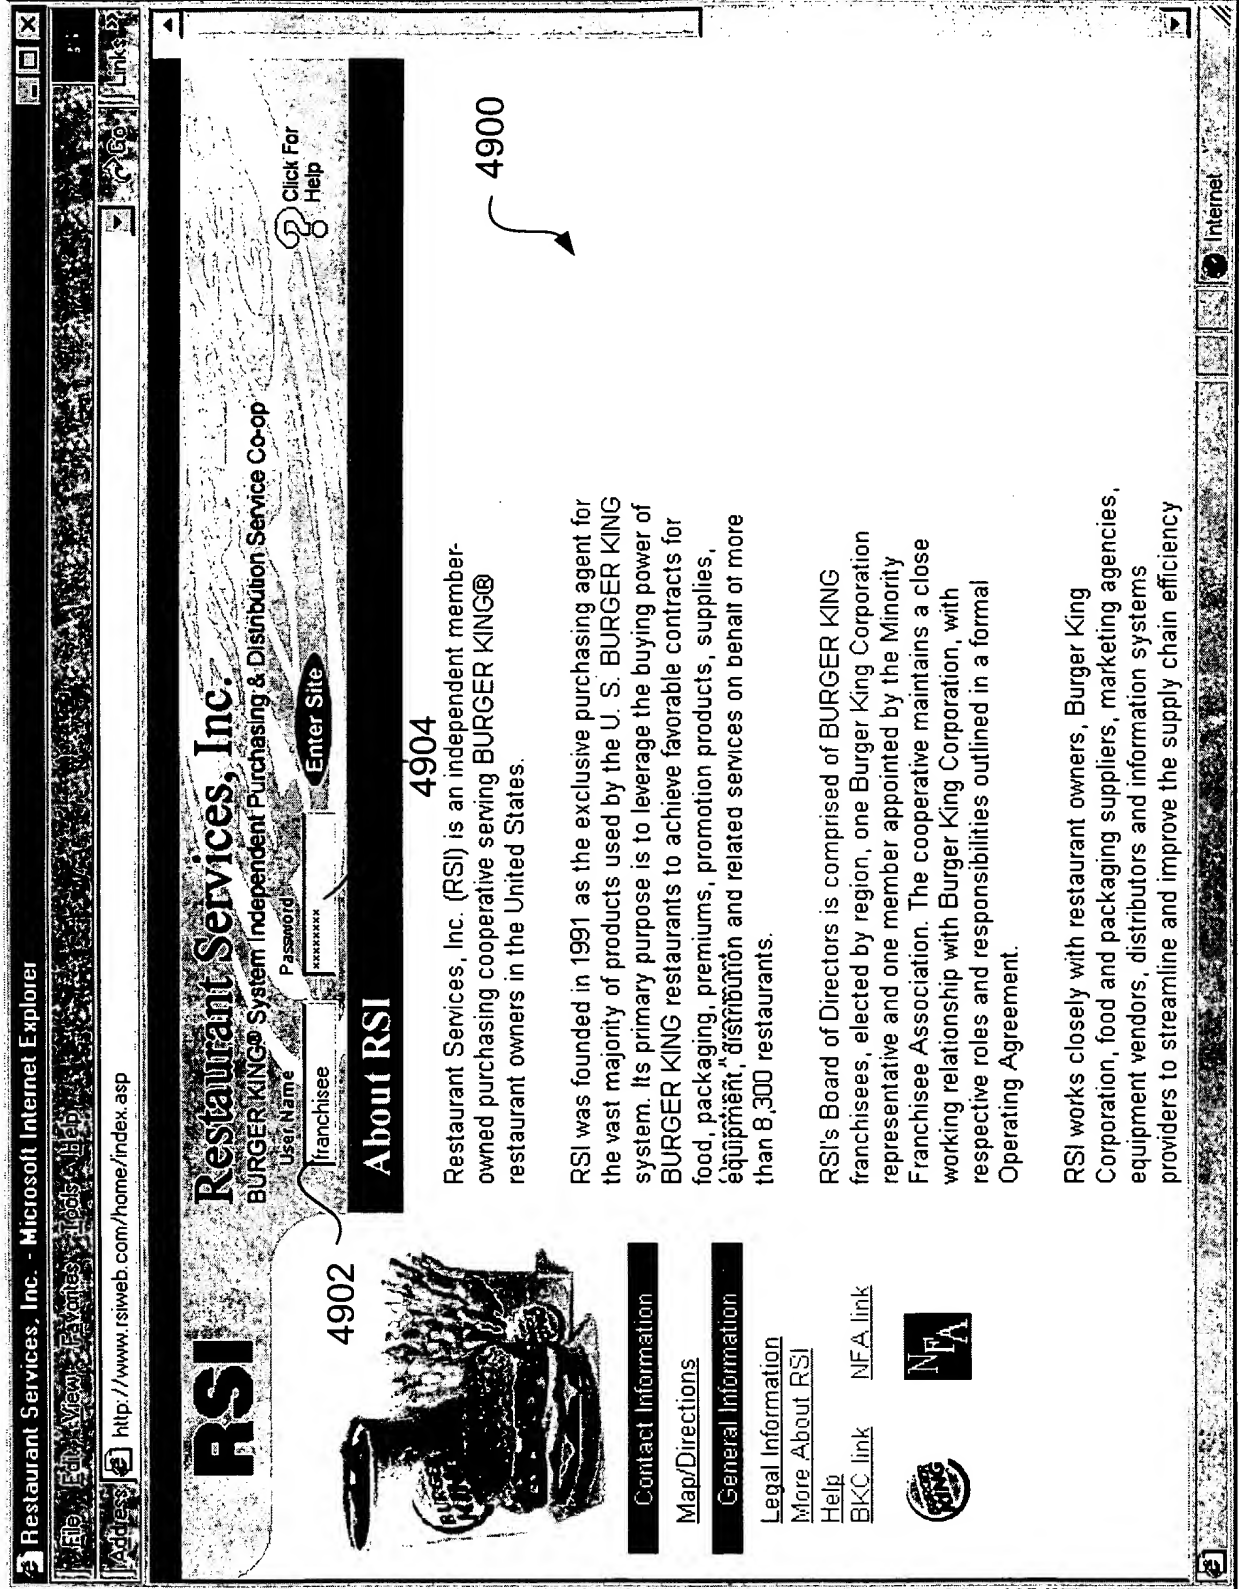 Restaurant Services, Inc. - Microsoft Internet Explorer
File Edit View Favorites Tools Help
Address http://www.rsiweb.com/home/index.asp Go Links »
RSI
Restaurant Services, Inc.
BURGER KING® System Independent Purchasing & Distribution Service Co-op
User Name Password
franchisee xxxxxxxxx Enter Site
Click For
Help
4902
4904
4900
About RSI
Contact Information
Map/Directions
General Information
Legal Information
More About RSI
Help
BKC link NFA link
BURGER KING
NFA
Restaurant Services, Inc. (RSI) is an independent member-
owned purchasing cooperative serving BURGER KING®
restaurant owners in the United States.
RSI was founded in 1991 as the exclusive purchasing agent for
the vast majority of products used by the U. S. BURGER KING
system. Its primary purpose is to leverage the buying power of
BURGER KING restaurants to achieve favorable contracts for
food, packaging, premiums, promotion products, supplies,
equipment, distribution and related services on behalf of more
than 8,300 restaurants.
RSI's Board of Directors is comprised of BURGER KING
franchisees, elected by region, one Burger King Corporation
representative and one member appointed by the Minority
Franchisee Association. The cooperative maintains a close
working relationship with Burger King Corporation, with
respective roles and responsibilities outlined in a formal
Operating Agreement.
RSI works closely with restaurant owners, Burger King
Corporation, food and packaging suppliers, marketing agencies,
equipment vendors, distributors and information systems
providers to streamline and improve the supply chain efficiency
Internet